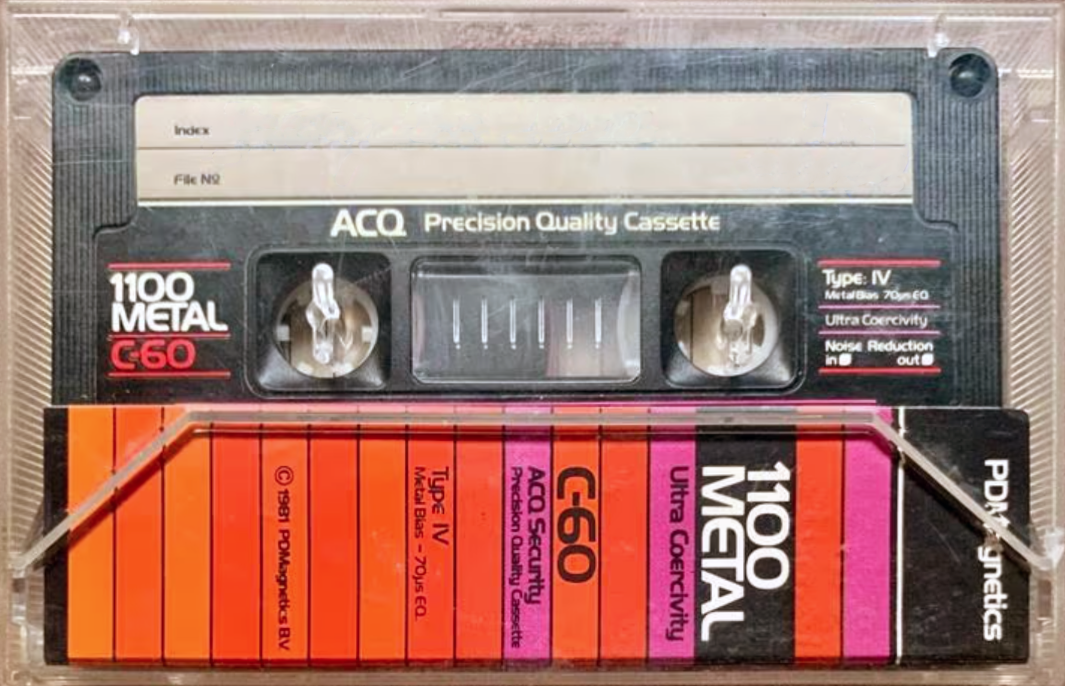 Index
File Nº
ACQ Precision Quality Cassette
1100
METAL
C-60
Type: IV
Metal Bias 70µs EQ
Ultra Coercivity
Noise Reduction
in out
PDMagnetics
1100
METAL
Ultra Coercivity
C-60
ACQ Security
Precision Quality Cassette
Type IV
Metal Bias - 70µs EQ.
© 1981 PDMagnetics B.V.